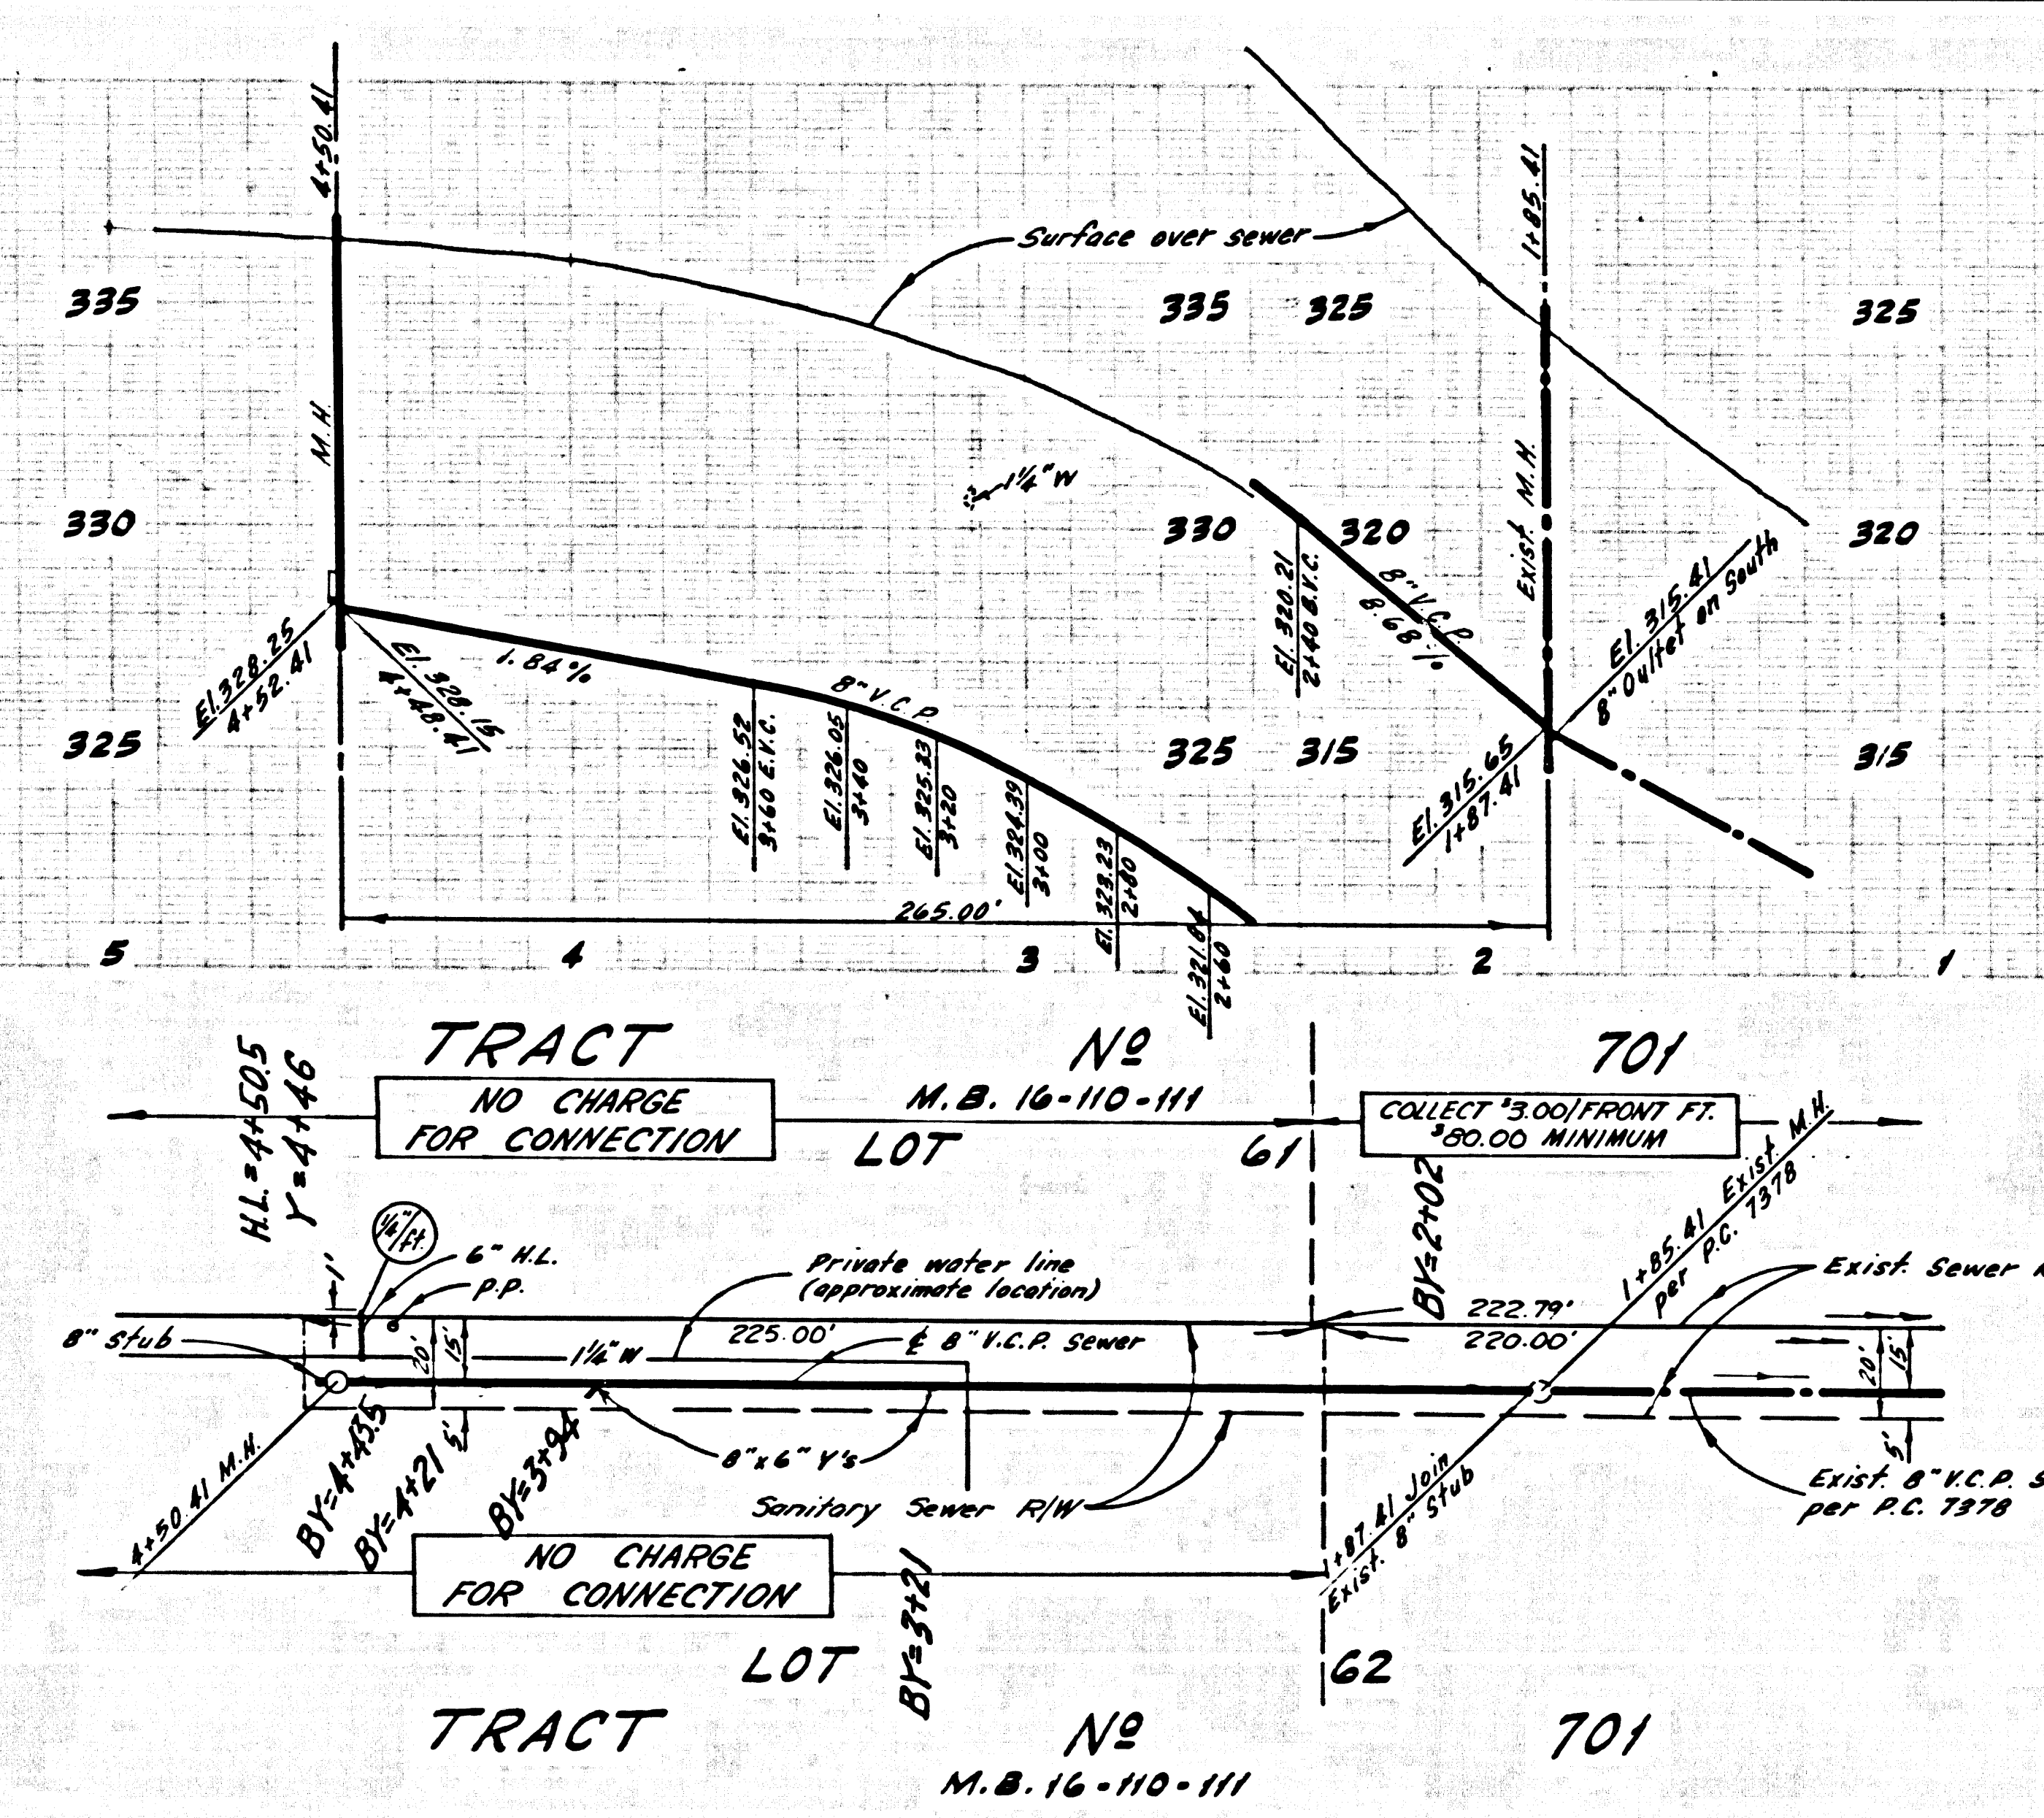 4+50.41
1+85.41
Surface over sewer
335
335
325
325
M.H.
Exist. M.H.
1¼" W
330
330
320
320
El. 320.21
2+40 B.V.C.
8" V.C.P.
8.68%
El. 315.41
8" Oultet on South
El. 328.25
4+52.41
El. 328.15
4+48.41
1.84%
8" V.C.P.
325
325
315
315
El. 326.52
3+60 E.V.C.
El. 326.05
3+40
El. 325.33
3+20
El. 324.39
3+00
El. 323.23
2+80
El. 321.84
2+60
El. 315.65
1+87.41
265.00'
5
4
3
2
1
TRACT Nº 701
M.B. 16-110-111
H.L.=4+50.5
Y=4+46
NO CHARGE
FOR CONNECTION
LOT 61
COLLECT $3.00/FRONT FT.
$80.00 MINIMUM
BY=2+02
1+85.41 Exist. M.H.
per P.C. 7378
¼"/ft.
1'
6" H.L.
P.P.
Private water line
(approximate location)
Exist. Sewer
8" Stub
20'
15'
225.00'
222.79'
220.00'
1¼" W
₵ 8" V.C.P. Sewer
20'
15'
5'
5'
4+50.41 M.H.
BY=4+43.5
BY=4+21
BY=3+94
8" x 6" Y's
Sanitary Sewer R/W
1+87.41 Join
Exist. 8" Stub
Exist. 8" V.C.P. S
per P.C. 7378
NO CHARGE
FOR CONNECTION
BY=3+21
LOT 62
TRACT Nº 701
M.B. 16-110-111